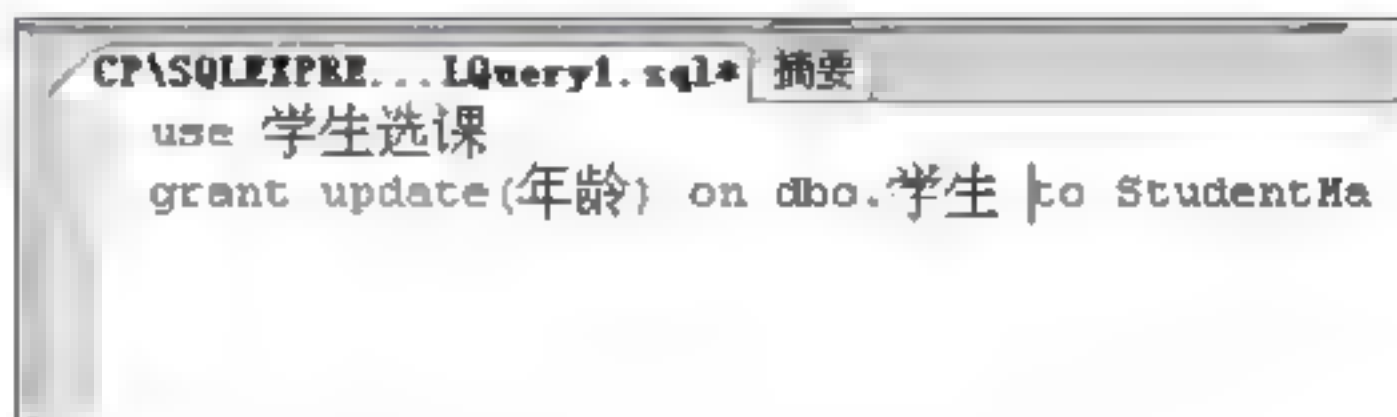 CP\SQLEXPRE...LQuery1.sql* 摘要
use 学生选课
grant update(年龄) on dbo.学生 to StudentMa